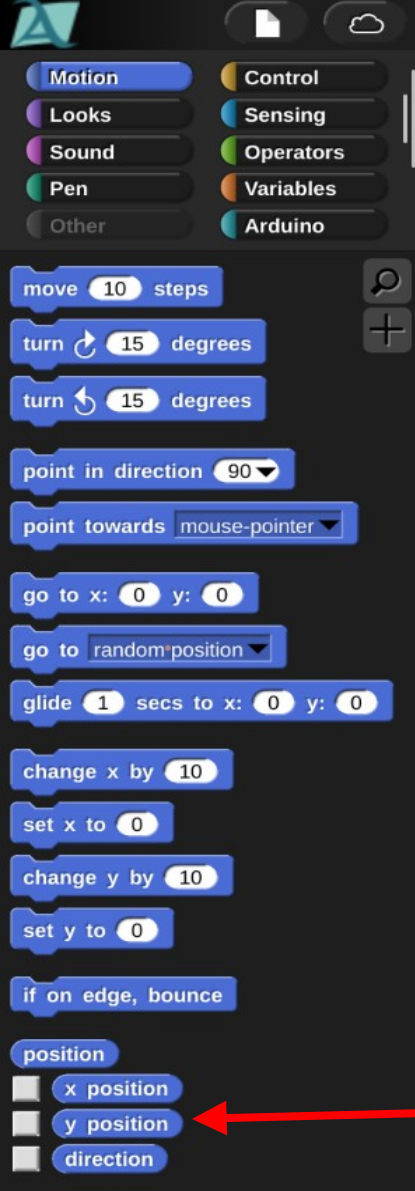 Motion Control
Looks Sensing
Sound Operators
Pen Variables
Other Arduino
move 10 steps
turn 15 degrees
turn 15 degrees
point in direction 90
point towards mouse-pointer
go to x: 0 y: 0
go to random position
glide 1 secs to x: 0 y: 0
change x by 10
set x to 0
change y by 10
set y to 0
if on edge, bounce
position
x position
y position
direction